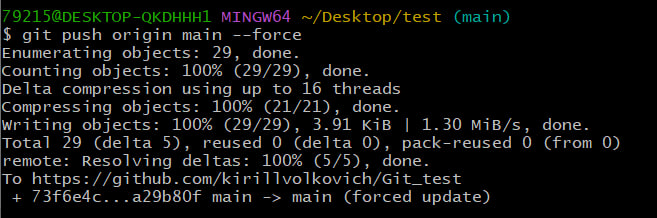 79215@DESKTOP-QKDHHH1 MINGW64 ~/Desktop/test (main)
$ git push origin main --force
Enumerating objects: 29, done.
Counting objects: 100% (29/29), done.
Delta compression using up to 16 threads
Compressing objects: 100% (21/21), done.
Writing objects: 100% (29/29), 3.91 KiB | 1.30 MiB/s, done.
Total 29 (delta 5), reused 0 (delta 0), pack-reused 0 (from 0)
remote: Resolving deltas: 100% (5/5), done.
To https://github.com/kirillvolkovich/Git_test
 + 73f6e4c...a29b80f main -> main (forced update)